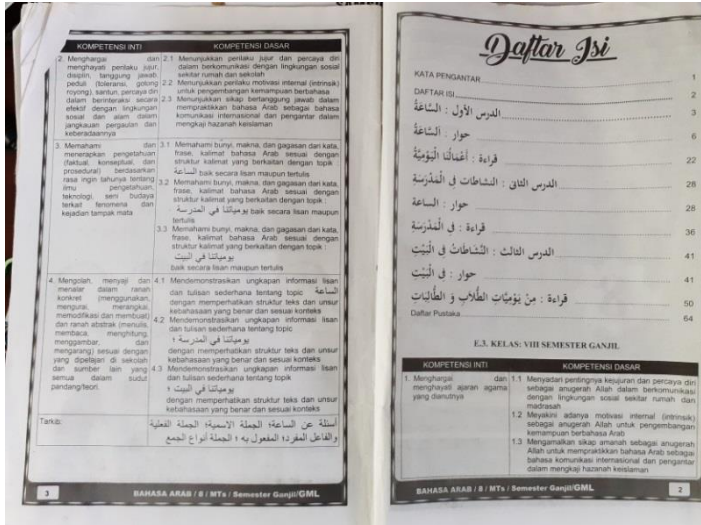 KOMPETENSI INTI KOMPETENSI DASAR
2. Menghargai dan menghayati perilaku jujur, disiplin, tanggung jawab, peduli (toleransi, gotong royong), santun, percaya diri dalam berinteraksi secara efektif dengan lingkungan sosial dan alam dalam jangkauan pergaulan dan keberadaannya
2.1 Menunjukkan perilaku jujur dan percaya diri
dalam berkomunikasi dengan lingkungan sosial
sekitar rumah dan sekolah
2.2 Menunjukkan perilaku motivasi internal (intrinsik)
untuk pengembangan kemampuan berbahasa
2.3 Menunjukkan sikap bertanggung jawab dalam
mempraktikkan bahasa Arab sebagai bahasa
komunikasi internasional dan pengantar dalam
mengkaji hazanah keislaman
3. Memahami dan
menerapkan pengetahuan
(faktual, konseptual, dan
prosedural) berdasarkan
rasa ingin tahunya tentang
ilmu pengetahuan,
teknologi, seni budaya
terkait fenomena dan
kejadian tampak mata
3.1 Memahami bunyi, makna, dan gagasan dari kata,
frase, kalimat bahasa Arab sesuai dengan
struktur kalimat yang berkaitan dengan topik :
الساعة baik secara lisan maupun tertulis
3.2 Memahami bunyi, makna, dan gagasan dari kata,
frase, kalimat bahasa Arab sesuai dengan
struktur kalimat yang berkaitan dengan topik :
يومياتنا في المدرسة baik secara lisan maupun
tertulis
3.3 Memahami bunyi, makna, dan gagasan dari kata,
frase, kalimat bahasa Arab sesuai dengan
struktur kalimat yang berkaitan dengan topik :
يومياتنا في البيت
baik secara lisan maupun tertulis
4. Mengolah, menyaji dan
menalar dalam ranah
konkret (menggunakan,
mengurai, merangkai,
memodifikasi dan membuat)
dan ranah abstrak (menulis,
membaca, menghitung,
menggambar, dan
mengarang) sesuai dengan
yang dipelajari di sekolah
dan sumber lain yang
semua dalam sudut
pandang/teori.
4.1 Mendemonstrasikan ungkapan informasi lisan
dan tulisan sederhana tentang topik الساعة
dengan memperhatikan struktur teks dan unsur
kebahasaan yang benar dan sesuai konteks
4.2 Mendemonstrasikan ungkapan informasi lisan
dan tulisan sederhana tentang topic
يومياتنا في المدرسة ؛
dengan memperhatikan struktur teks dan unsur
kebahasaan yang benar dan sesuai konteks
4.3 Mendemonstrasikan ungkapan informasi lisan
dan tulisan sederhana tentang topik
يومياتنا في البيت ؛
dengan memperhatikan struktur teks dan unsur
kebahasaan yang benar dan sesuai konteks
Tarkib:
أسئلة عن الساعة؛ الجملة الاسمية؛ الجملة الفعلية
والفاعل المفرد؛ المفعول به ؛ الجملة أنواع الجمع
3 BAHASA ARAB / 8 / MTs / Semester Ganjil/GML
Daftar Isi
KATA PENGANTAR 1
DAFTAR ISI 2
الدرس الأول : السَّاعَةُ 3
حوار : اَلسَّاعَةُ 6
قراءة : أَعْمَالُنَا الْيَوْمِيَّةُ 22
الدرس الثانى : النشاطات فِى الْمَدْرَسَةِ 28
حوار : الساعة 28
قراءة : فِى الْمَدْرَسَةِ 36
الدرس الثالث : النَّشَاطَاتُ فِى الْبَيْتِ 41
حوار : فِى الْبَيْتِ 41
قراءة : مِنْ يَوْمِيَّاتِ الطُّلَّابِ وَ الطَّالِبَاتِ 50
Daftar Pustaka 64
E.3. KELAS: VIII SEMESTER GANJIL
KOMPETENSI INTI KOMPETENSI DASAR
1. Menghargai dan
menghayati ajaran agama
yang dianutnya
1.1 Menyadari pentingnya kejujuran dan percaya diri
sebagai anugerah Allah dalam berkomunikasi
dengan lingkungan sosial sekitar rumah dan
madrasah
1.2 Meyakini adanya motivasi internal (intrinsik)
sebagai anugerah Allah untuk pengembangan
kemampuan berbahasa Arab
1.3 Mengamalkan sikap amanah sebagai anugerah
Allah untuk mempraktikkan bahasa Arab sebagai
bahasa komunikasi internasional dan pengantar
dalam mengkaji hazanah keislaman
BAHASA ARAB / 8 / MTs / Semester Ganjil/GML 2